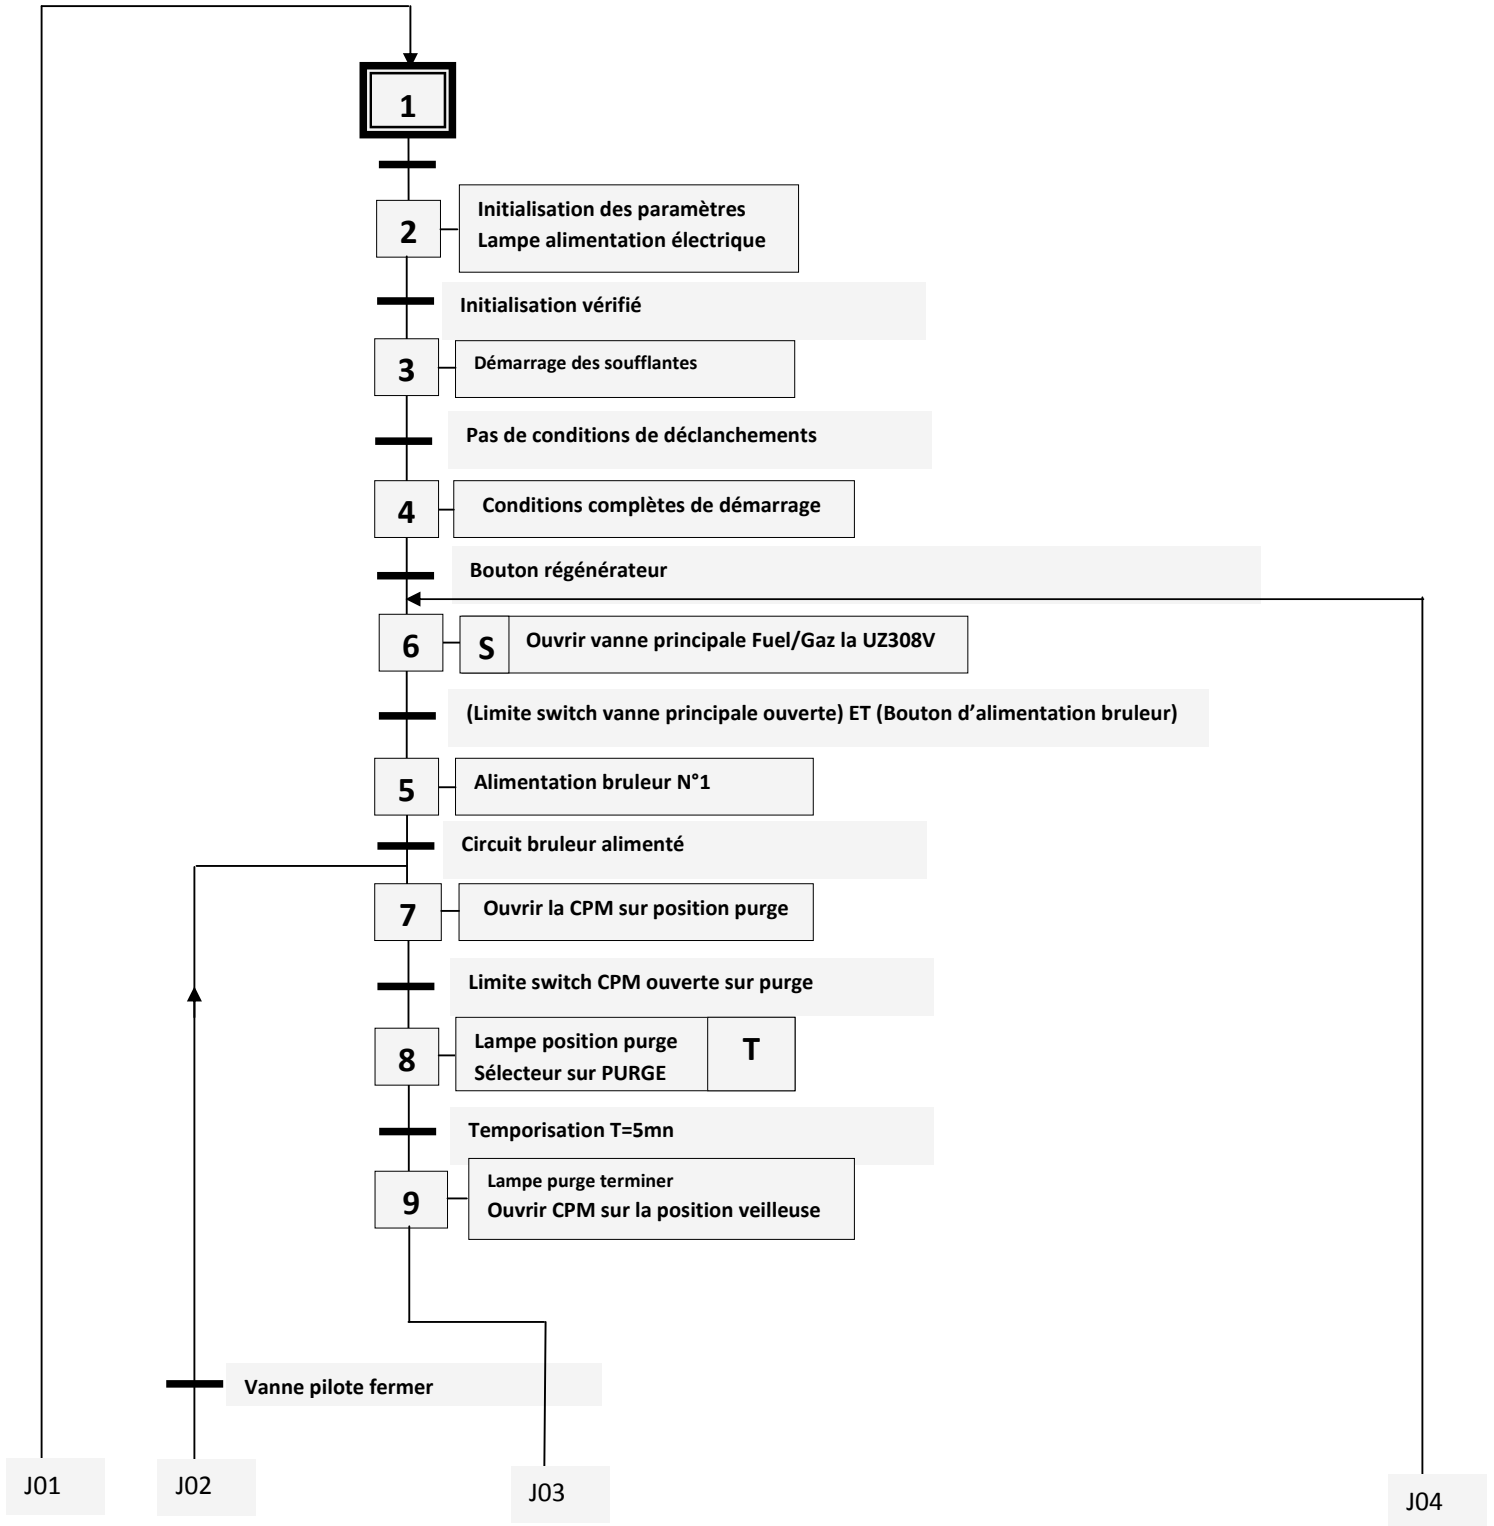 1
2
Initialisation des paramètres
Lampe alimentation électrique
Initialisation vérifié
3
Démarrage des soufflantes
Pas de conditions de déclanchements
4
Conditions complètes de démarrage
Bouton régénérateur
6
S
Ouvrir vanne principale Fuel/Gaz la UZ308V
(Limite switch vanne principale ouverte) ET (Bouton d’alimentation bruleur)
5
Alimentation bruleur N°1
Circuit bruleur alimenté
7
Ouvrir la CPM sur position purge
Limite switch CPM ouverte sur purge
8
Lampe position purge
Sélecteur sur PURGE
T
Temporisation T=5mn
9
Lampe purge terminer
Ouvrir CPM sur la position veilleuse
Vanne pilote fermer
J01
J02
J03
J04